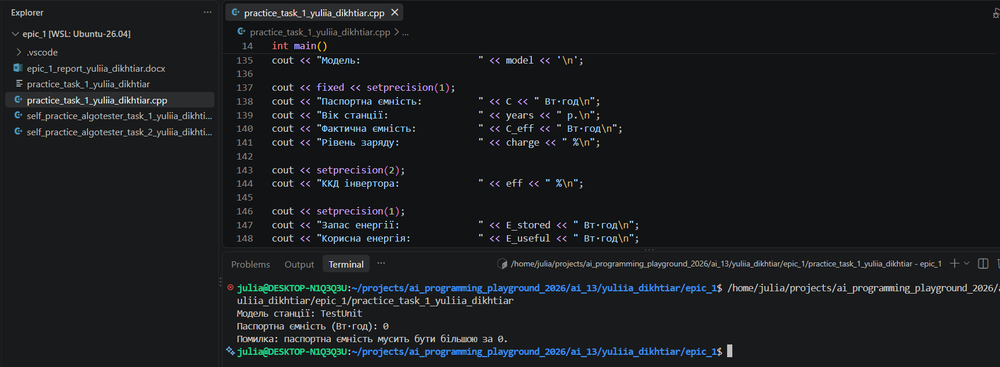 Explorer
epic_1 [WSL: Ubuntu-26.04]
.vscode
epic_1_report_yuliia_dikhtiar.docx
practice_task_1_yuliia_dikhtiar
practice_task_1_yuliia_dikhtiar.cpp
self_practice_algotester_task_1_yuliia_dikhti...
self_practice_algotester_task_2_yuliia_dikhti...
practice_task_1_yuliia_dikhtiar.cpp
practice_task_1_yuliia_dikhtiar.cpp > ...
14 int main()
135 cout << "Модель:                     " << model << '\n';
136
137 cout << fixed << setprecision(1);
138 cout << "Паспортна ємність:          " << C << " Вт·год\n";
139 cout << "Вік станції:                " << years << " р.\n";
140 cout << "Фактична ємність:           " << C_eff << " Вт·год\n";
141 cout << "Рівень заряду:              " << charge << " %\n";
142
143 cout << setprecision(2);
144 cout << "ККД інвертора:              " << eff << " %\n";
145
146 cout << setprecision(1);
147 cout << "Запас енергії:              " << E_stored << " Вт·год\n";
148 cout << "Корисна енергія:            " << E_useful << " Вт·год\n";
Problems Output Terminal ...
/home/julia/projects/ai_programming_playground_2026/ai_13/yuliia_dikhtiar/epic_1/practice_task_1_yuliia_dikhtiar - epic_1
julia@DESKTOP-N1Q3Q3U:~/projects/ai_programming_playground_2026/ai_13/yuliia_dikhtiar/epic_1$ /home/julia/projects/ai_programming_playground_2026/
uliia_dikhtiar/epic_1/practice_task_1_yuliia_dikhtiar
Модель станції: TestUnit
Паспортна ємність (Вт·год): 0
Помилка: паспортна ємність мусить бути більшою за 0.
julia@DESKTOP-N1Q3Q3U:~/projects/ai_programming_playground_2026/ai_13/yuliia_dikhtiar/epic_1$